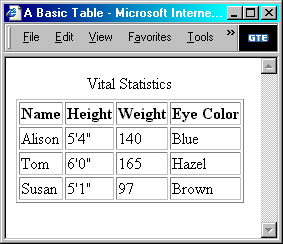 A Basic Table - Microsoft Interne...
File Edit View Favorites Tools » GTE
Vital Statistics
Name Height Weight Eye Color
Alison 5'4" 140 Blue
Tom 6'0" 165 Hazel
Susan 5'1" 97 Brown